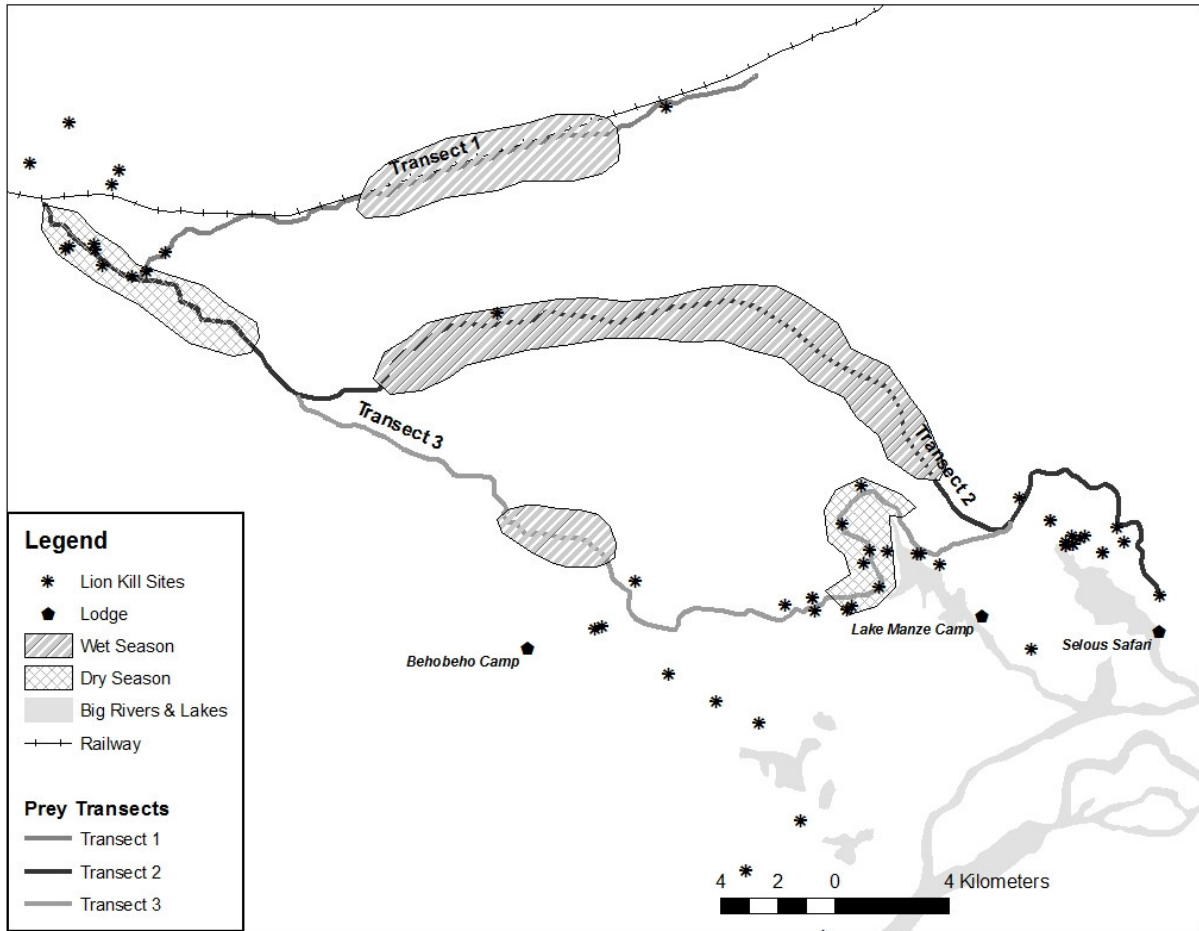 Transect 1
Transect 3
Transect 2
Lake Manze Camp
Selous Safari
Behobeho Camp
Legend
Lion Kill Sites
Lodge
Wet Season
Dry Season
Big Rivers & Lakes
Railway
Prey Transects
Transect 1
Transect 2
Transect 3
4 2 0 4 Kilometers